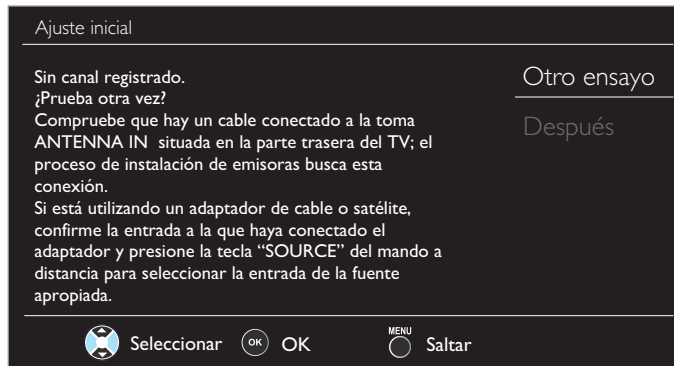 Ajuste inicial
Sin canal registrado.
¿Prueba otra vez?
Compruebe que hay un cable conectado a la toma
ANTENNA IN situada en la parte trasera del TV; el
proceso de instalación de emisoras busca esta
conexión.
Si está utilizando un adaptador de cable o satélite,
confirme la entrada a la que haya conectado el
adaptador y presione la tecla “SOURCE” del mando a
distancia para seleccionar la entrada de la fuente
apropiada.
Otro ensayo
Después
Seleccionar
OK
OK
MENU
Saltar